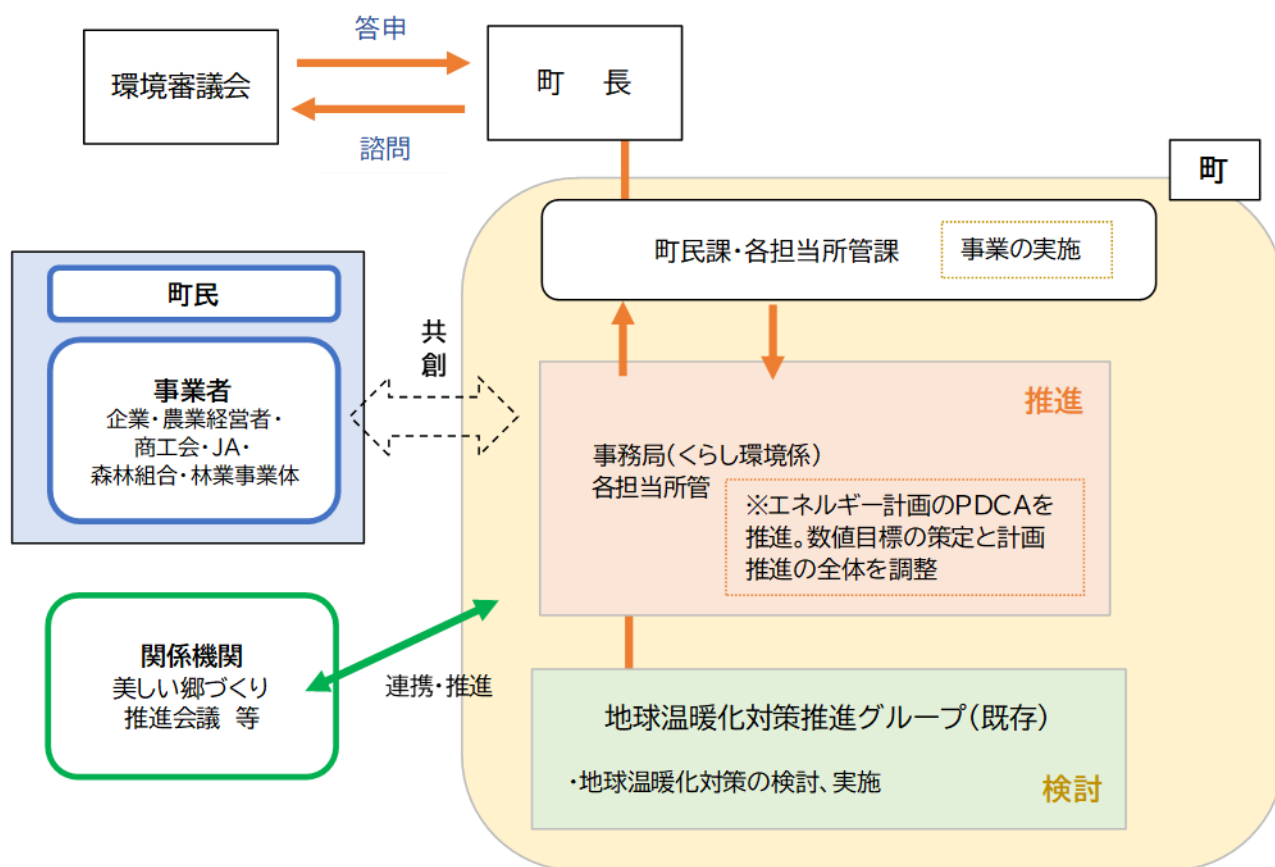 答申
環境審議会
町　長
諮問
町
町民課・各担当所管課
事業の実施
町民
事業者
企業・農業経営者・
商工会・JA・
森林組合・林業事業体
共
創
推進
事務局(くらし環境係)
各担当所管
※エネルギー計画のPDCAを
推進。数値目標の策定と計画
推進の全体を調整
関係機関
美しい郷づくり
推進会議 等
連携・推進
地球温暖化対策推進グループ(既存)
・地球温暖化対策の検討、実施
検討